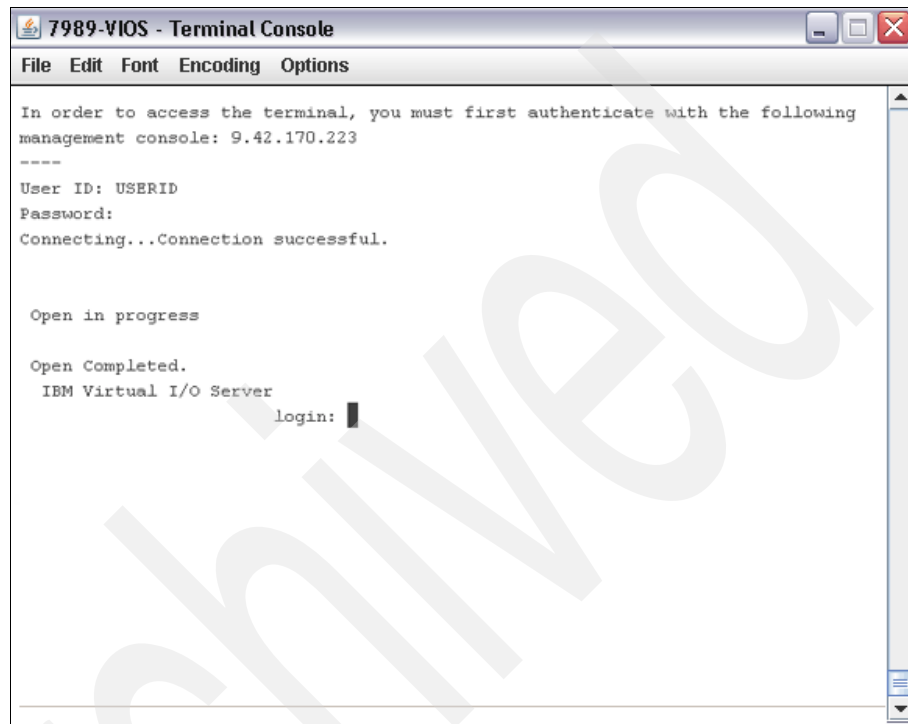 7989-VIOS - Terminal Console
File Edit Font Encoding Options
In order to access the terminal, you must first authenticate with the following
management console: 9.42.170.223
----
User ID: USERID
Password:
Connecting...Connection successful.
Open in progress
Open Completed.
IBM Virtual I/O Server
login:
Archived